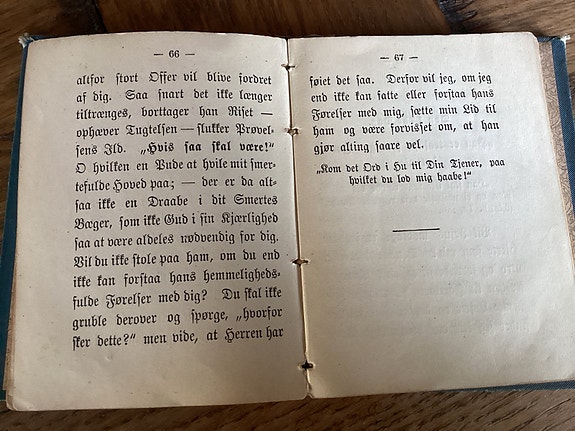 — 66 —
altfor stort Offer vil blive fordret
af dig. Saa snart det ikke længer
tiltrænges, borttager han Riset —
ophæver Tugtelsen — slukker Prøvel-
sens Ild. „Hvis saa skal være!“
O hvilken en Pude at hvile mit smer-
tefulde Hoved paa; — der er da alt-
saa ikke en Draabe i dit Smertes
Bæger, som ikke Gud i sin Kjærlighed
saa at være aldeles nødvendig for dig.
Vil du ikke stole paa ham, om du end
ikke kan forstaa hans hemmeligheds-
fulde Førelser med dig? Du skal ikke
gruble derover og spørge, „hvorfor
sker dette?“ men vide, at Herren har
— 67 —
føiet det saa. Derfor vil jeg, om jeg
end ikke kan fatte eller forstaa hans
Førelser med mig, sætte min Lid til
ham og være forvisset om, at han
gjør alting saare vel.
„Kom det Ord i Hu til Din Tjener, paa
hvilket du lod mig haabe!“